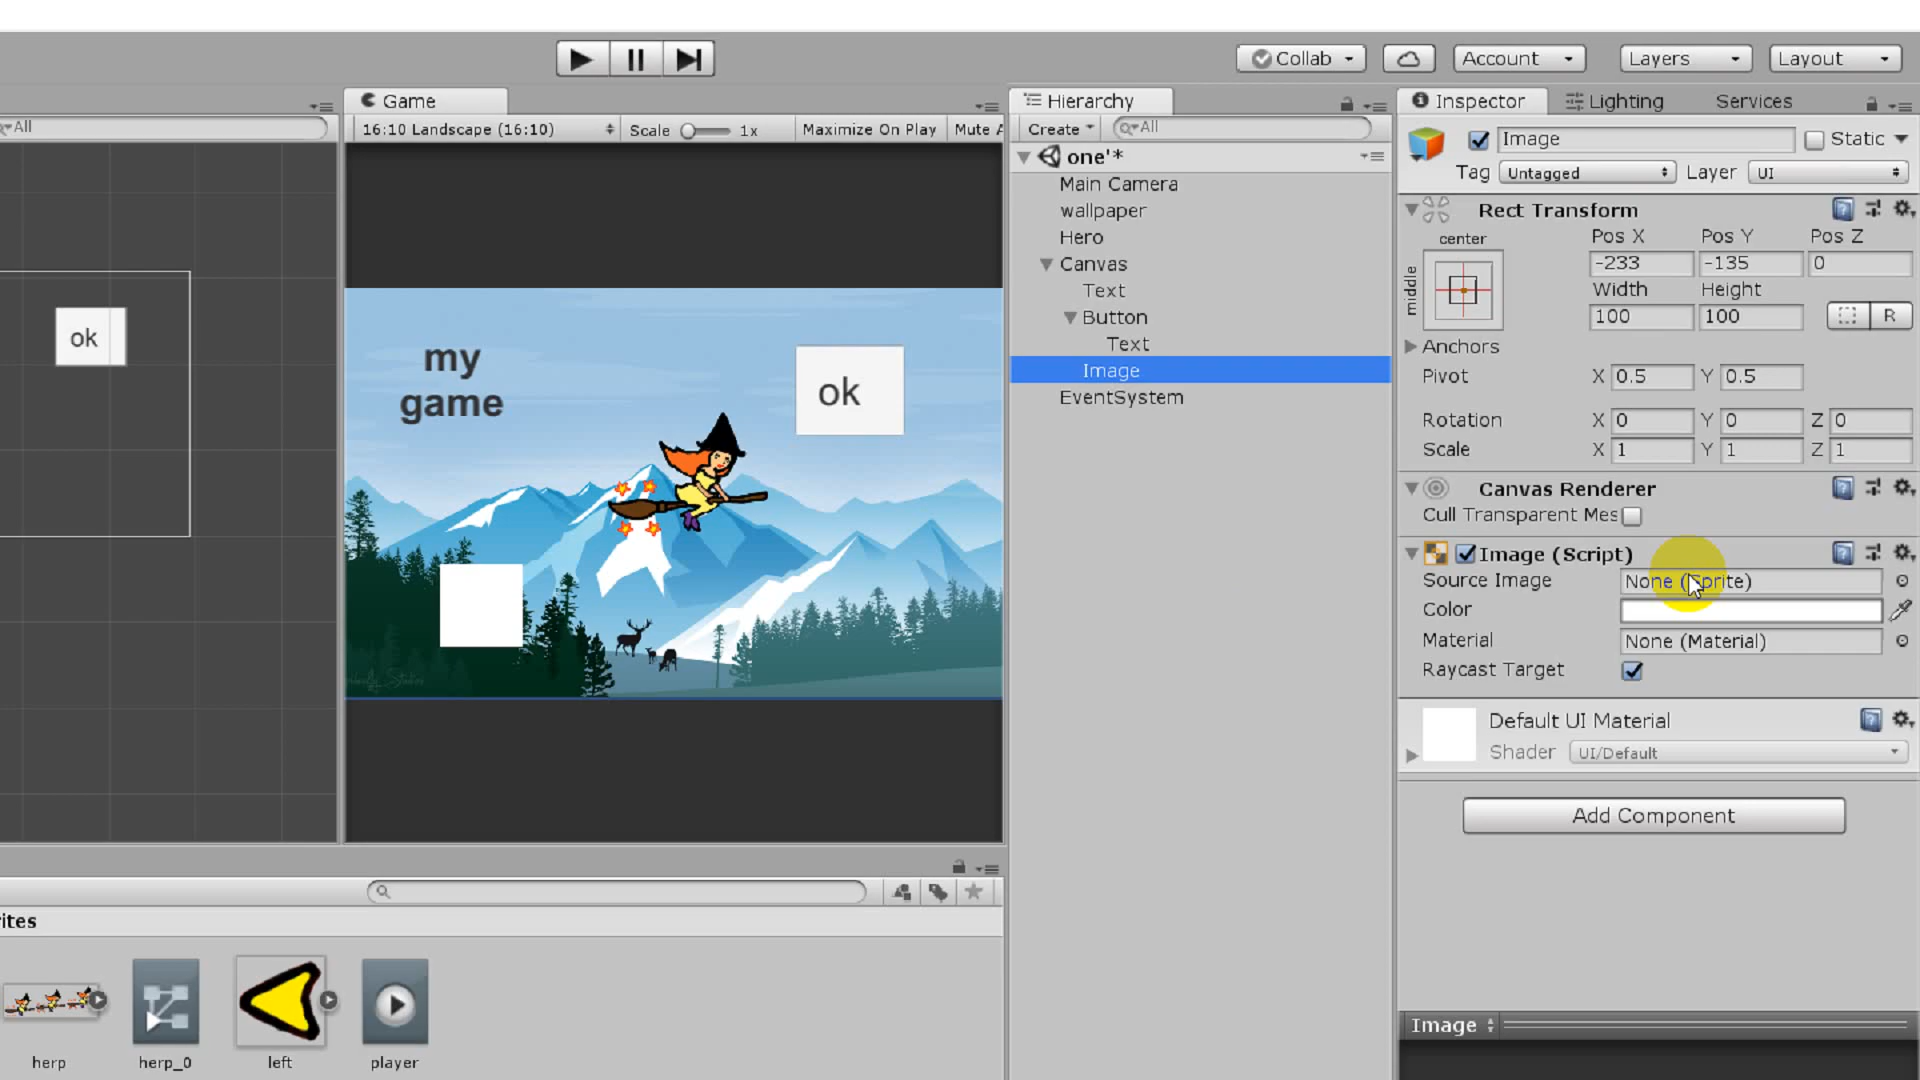 Collab
Account
Layers
Layout
Game
Hierarchy
Inspector
Lighting
Services
All
16:10 Landscape (16:10)
Scale
1x
Maximize On Play
Mute A
Create
All
Image
Static
Tag
Untagged
Layer
UI
one'*
Main Camera
wallpaper
Hero
Canvas
Text
Button
Text
Image
EventSystem
Rect Transform
center
middle
Pos X
Pos Y
Pos Z
-233
-135
0
Width
Height
100
100
R
Anchors
Pivot
X 0.5
Y 0.5
Rotation
X 0
Y 0
Z 0
Scale
X 1
Y 1
Z 1
Canvas Renderer
Cull Transparent Mes
Image (Script)
Source Image
None (Sprite)
Color
Material
None (Material)
Raycast Target
Default UI Material
Shader
UI/Default
Add Component
Image
ok
my
game
ok
ites
herp
herp_0
left
player